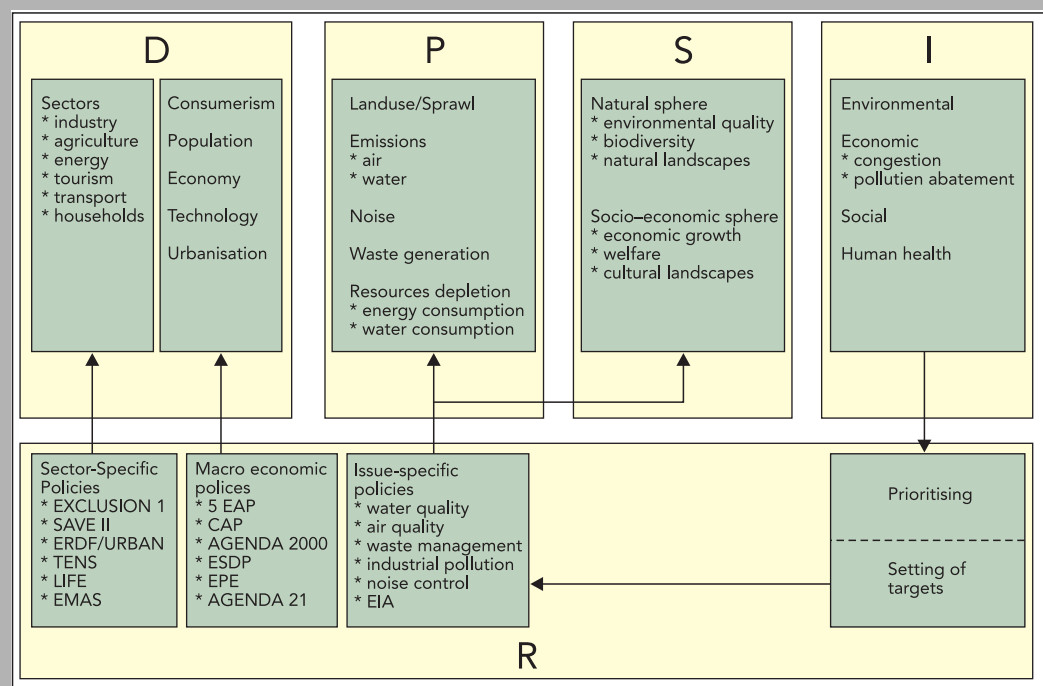 D
Sectors
* industry
* agriculture
* energy
* tourism
* transport
* households
Consumerism
Population
Economy
Technology
Urbanisation
P
Landuse/Sprawl
Emissions
* air
* water
Noise
Waste generation
Resources depletion
* energy consumption
* water consumption
S
Natural sphere
* environmental quality
* biodiversity
* natural landscapes
Socio–economic sphere
* economic growth
* welfare
* cultural landscapes
I
Environmental
Economic
* congestion
* pollutien abatement
Social
Human health
Sector-Specific
Policies
* EXCLUSION 1
* SAVE II
* ERDF/URBAN
* TENS
* LIFE
* EMAS
Macro economic
polices
* 5 EAP
* CAP
* AGENDA 2000
* ESDP
* EPE
* AGENDA 21
Issue-specific
policies
* water quality
* air quality
* waste management
* industrial pollution
* noise control
* EIA
Prioritising
Setting of
targets
R